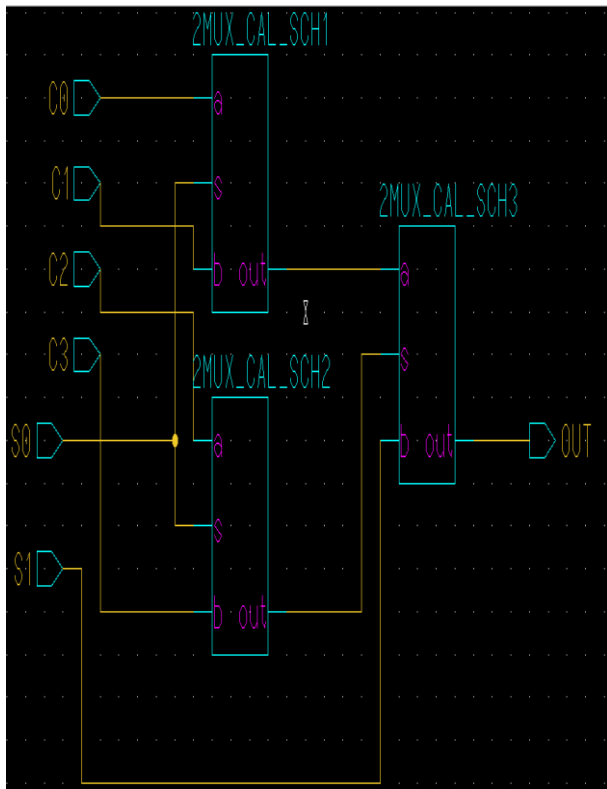 2MUX_CAL_SCH1
C0
a
C1
s
2MUX_CAL_SCH3
C2
b out
a
C3
s
2MUX_CAL_SCH2
S0
a
b out
OUT
s
S1
b out